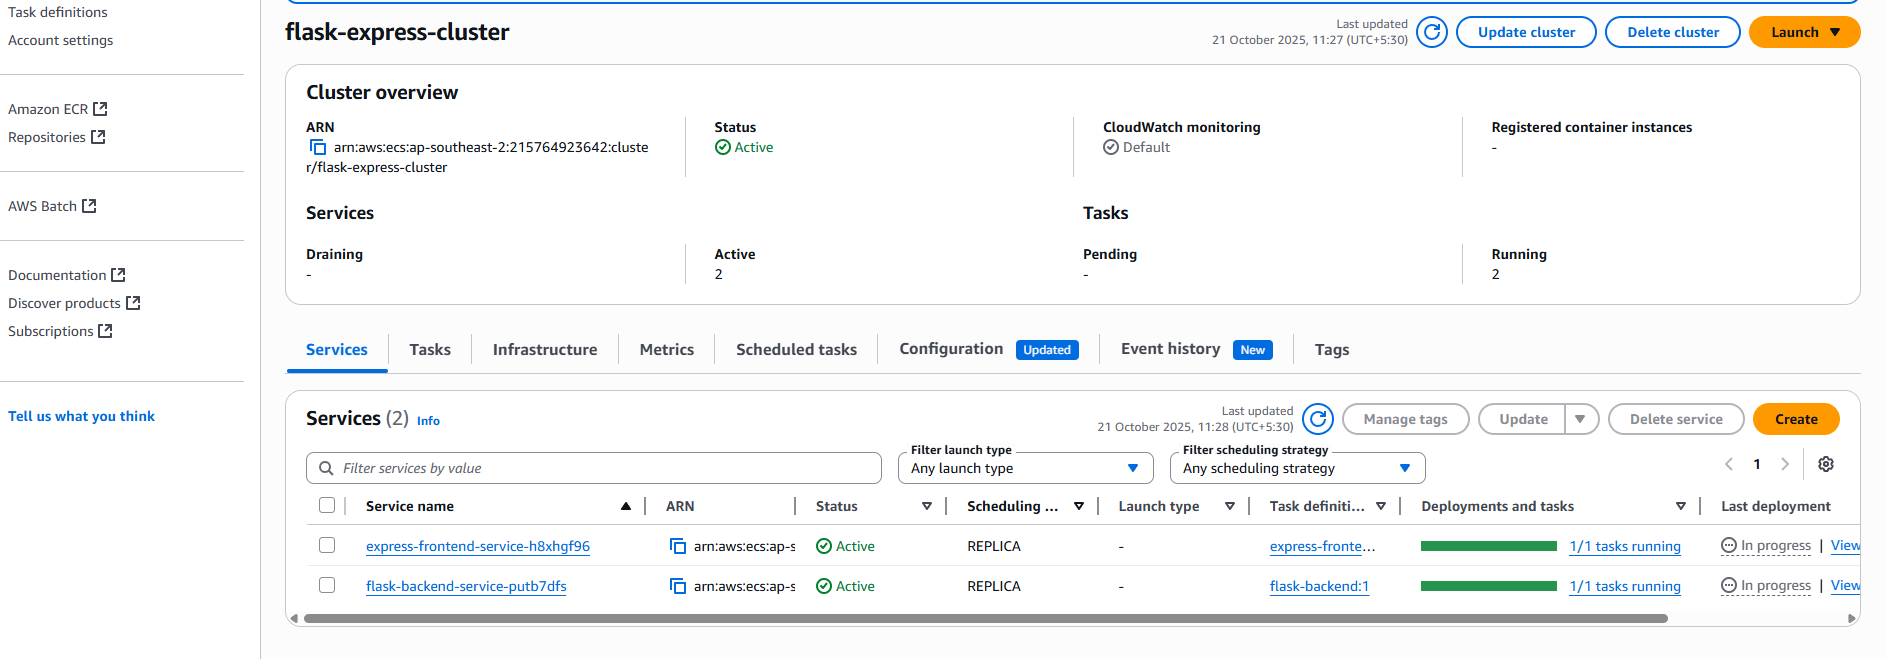 Task definitions
Account settings
Amazon ECR
Repositories
AWS Batch
Documentation
Discover products
Subscriptions
Tell us what you think
flask-express-cluster
Last updated
21 October 2025, 11:27 (UTC+5:30)
Update cluster
Delete cluster
Launch
Cluster overview
ARN
arn:aws:ecs:ap-southeast-2:215764923642:cluste
r/flask-express-cluster
Status
Active
CloudWatch monitoring
Default
Registered container instances
-
Services
Tasks
Draining
-
Active
2
Pending
-
Running
2
Services
Tasks
Infrastructure
Metrics
Scheduled tasks
Configuration Updated
Event history New
Tags
Services (2) Info
Last updated
21 October 2025, 11:28 (UTC+5:30)
Manage tags
Update
Delete service
Create
Filter services by value
Filter launch type
Any launch type
Filter scheduling strategy
Any scheduling strategy
1
Service name ARN Status Scheduling ... Launch type Task definiti... Deployments and tasks Last deployment
express-frontend-service-h8xhgf96 arn:aws:ecs:ap-s Active REPLICA - express-fronte... 1/1 tasks running In progress | View
flask-backend-service-putb7dfs arn:aws:ecs:ap-s Active REPLICA - flask-backend:1 1/1 tasks running In progress | View